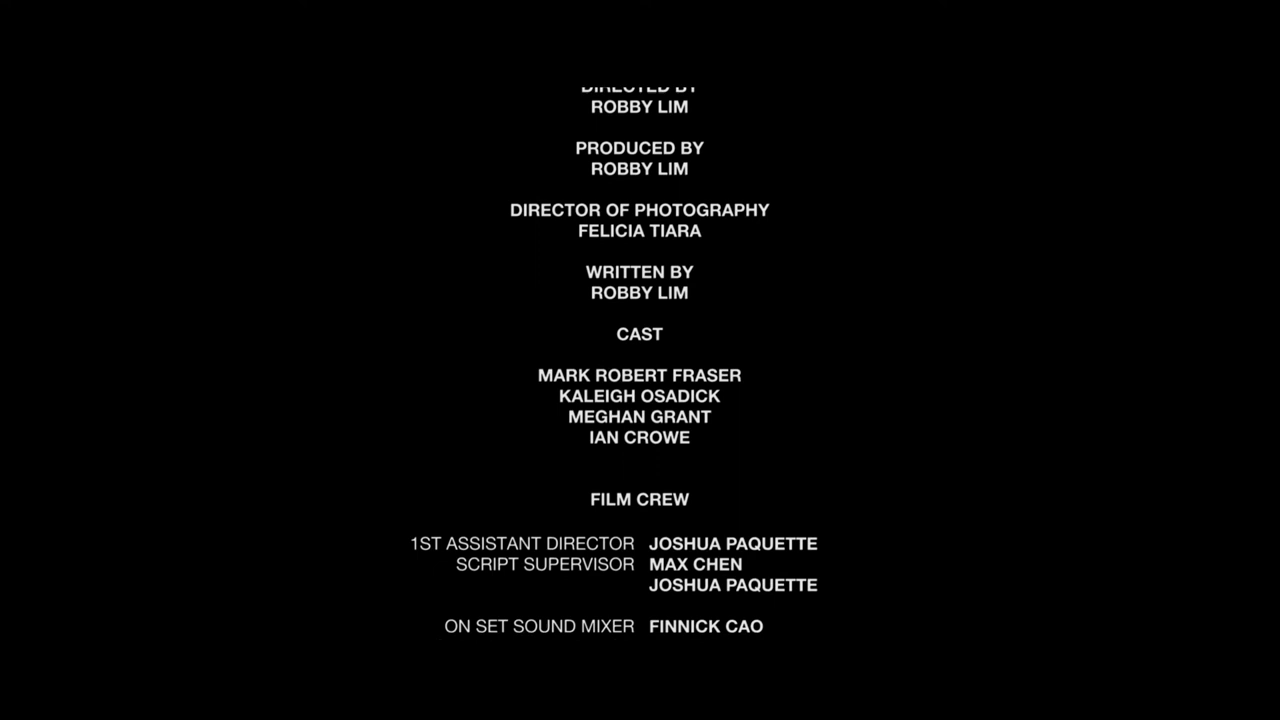 DIRECTED BY
ROBBY LIM
PRODUCED BY
ROBBY LIM
DIRECTOR OF PHOTOGRAPHY
FELICIA TIARA
WRITTEN BY
ROBBY LIM
CAST
MARK ROBERT FRASER
KALEIGH OSADICK
MEGHAN GRANT
IAN CROWE
FILM CREW
1ST ASSISTANT DIRECTOR JOSHUA PAQUETTE
SCRIPT SUPERVISOR MAX CHEN
JOSHUA PAQUETTE
ON SET SOUND MIXER FINNICK CAO